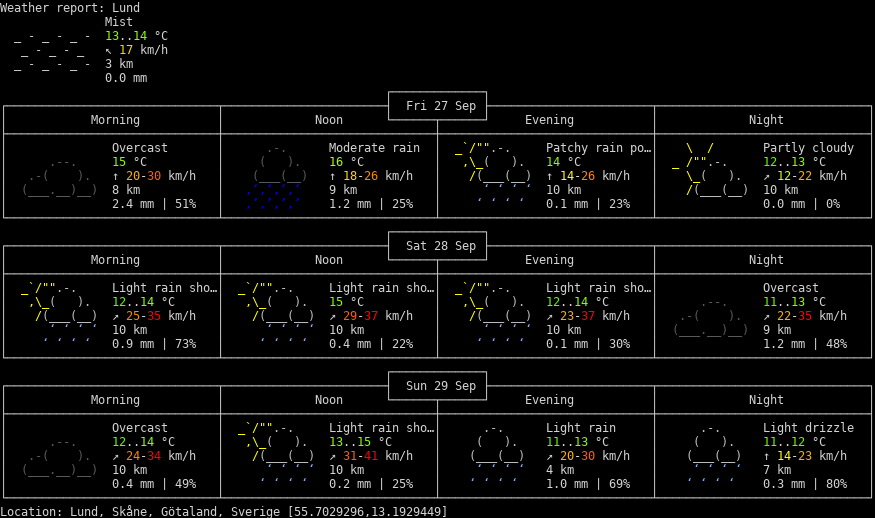 Weather report: Lund
Mist
13..14 °C
↖ 17 km/h
3 km
0.0 mm
Fri 27 Sep
Morning Noon Evening Night
Overcast Moderate rain Patchy rain po… Partly cloudy
15 °C 16 °C 14 °C 12..13 °C
↑ 20-30 km/h ↑ 18-26 km/h ↑ 14-26 km/h ↗ 12-22 km/h
8 km 9 km 10 km 10 km
2.4 mm | 51% 1.2 mm | 25% 0.1 mm | 23% 0.0 mm | 0%
Sat 28 Sep
Morning Noon Evening Night
Light rain sho… Light rain sho… Light rain sho… Overcast
12..14 °C 15 °C 12..14 °C 11..13 °C
↗ 25-35 km/h ↗ 29-37 km/h ↗ 23-37 km/h ↗ 22-35 km/h
10 km 10 km 10 km 9 km
0.9 mm | 73% 0.4 mm | 22% 0.1 mm | 30% 1.2 mm | 48%
Sun 29 Sep
Morning Noon Evening Night
Overcast Light rain sho… Light rain Light drizzle
12..14 °C 13..15 °C 11..13 °C 11..12 °C
↗ 24-34 km/h ↗ 31-41 km/h ↗ 20-30 km/h ↑ 14-23 km/h
10 km 10 km 4 km 7 km
0.4 mm | 49% 0.2 mm | 25% 1.0 mm | 69% 0.3 mm | 80%
Location: Lund, Skåne, Götaland, Sverige [55.7029296,13.1929449]